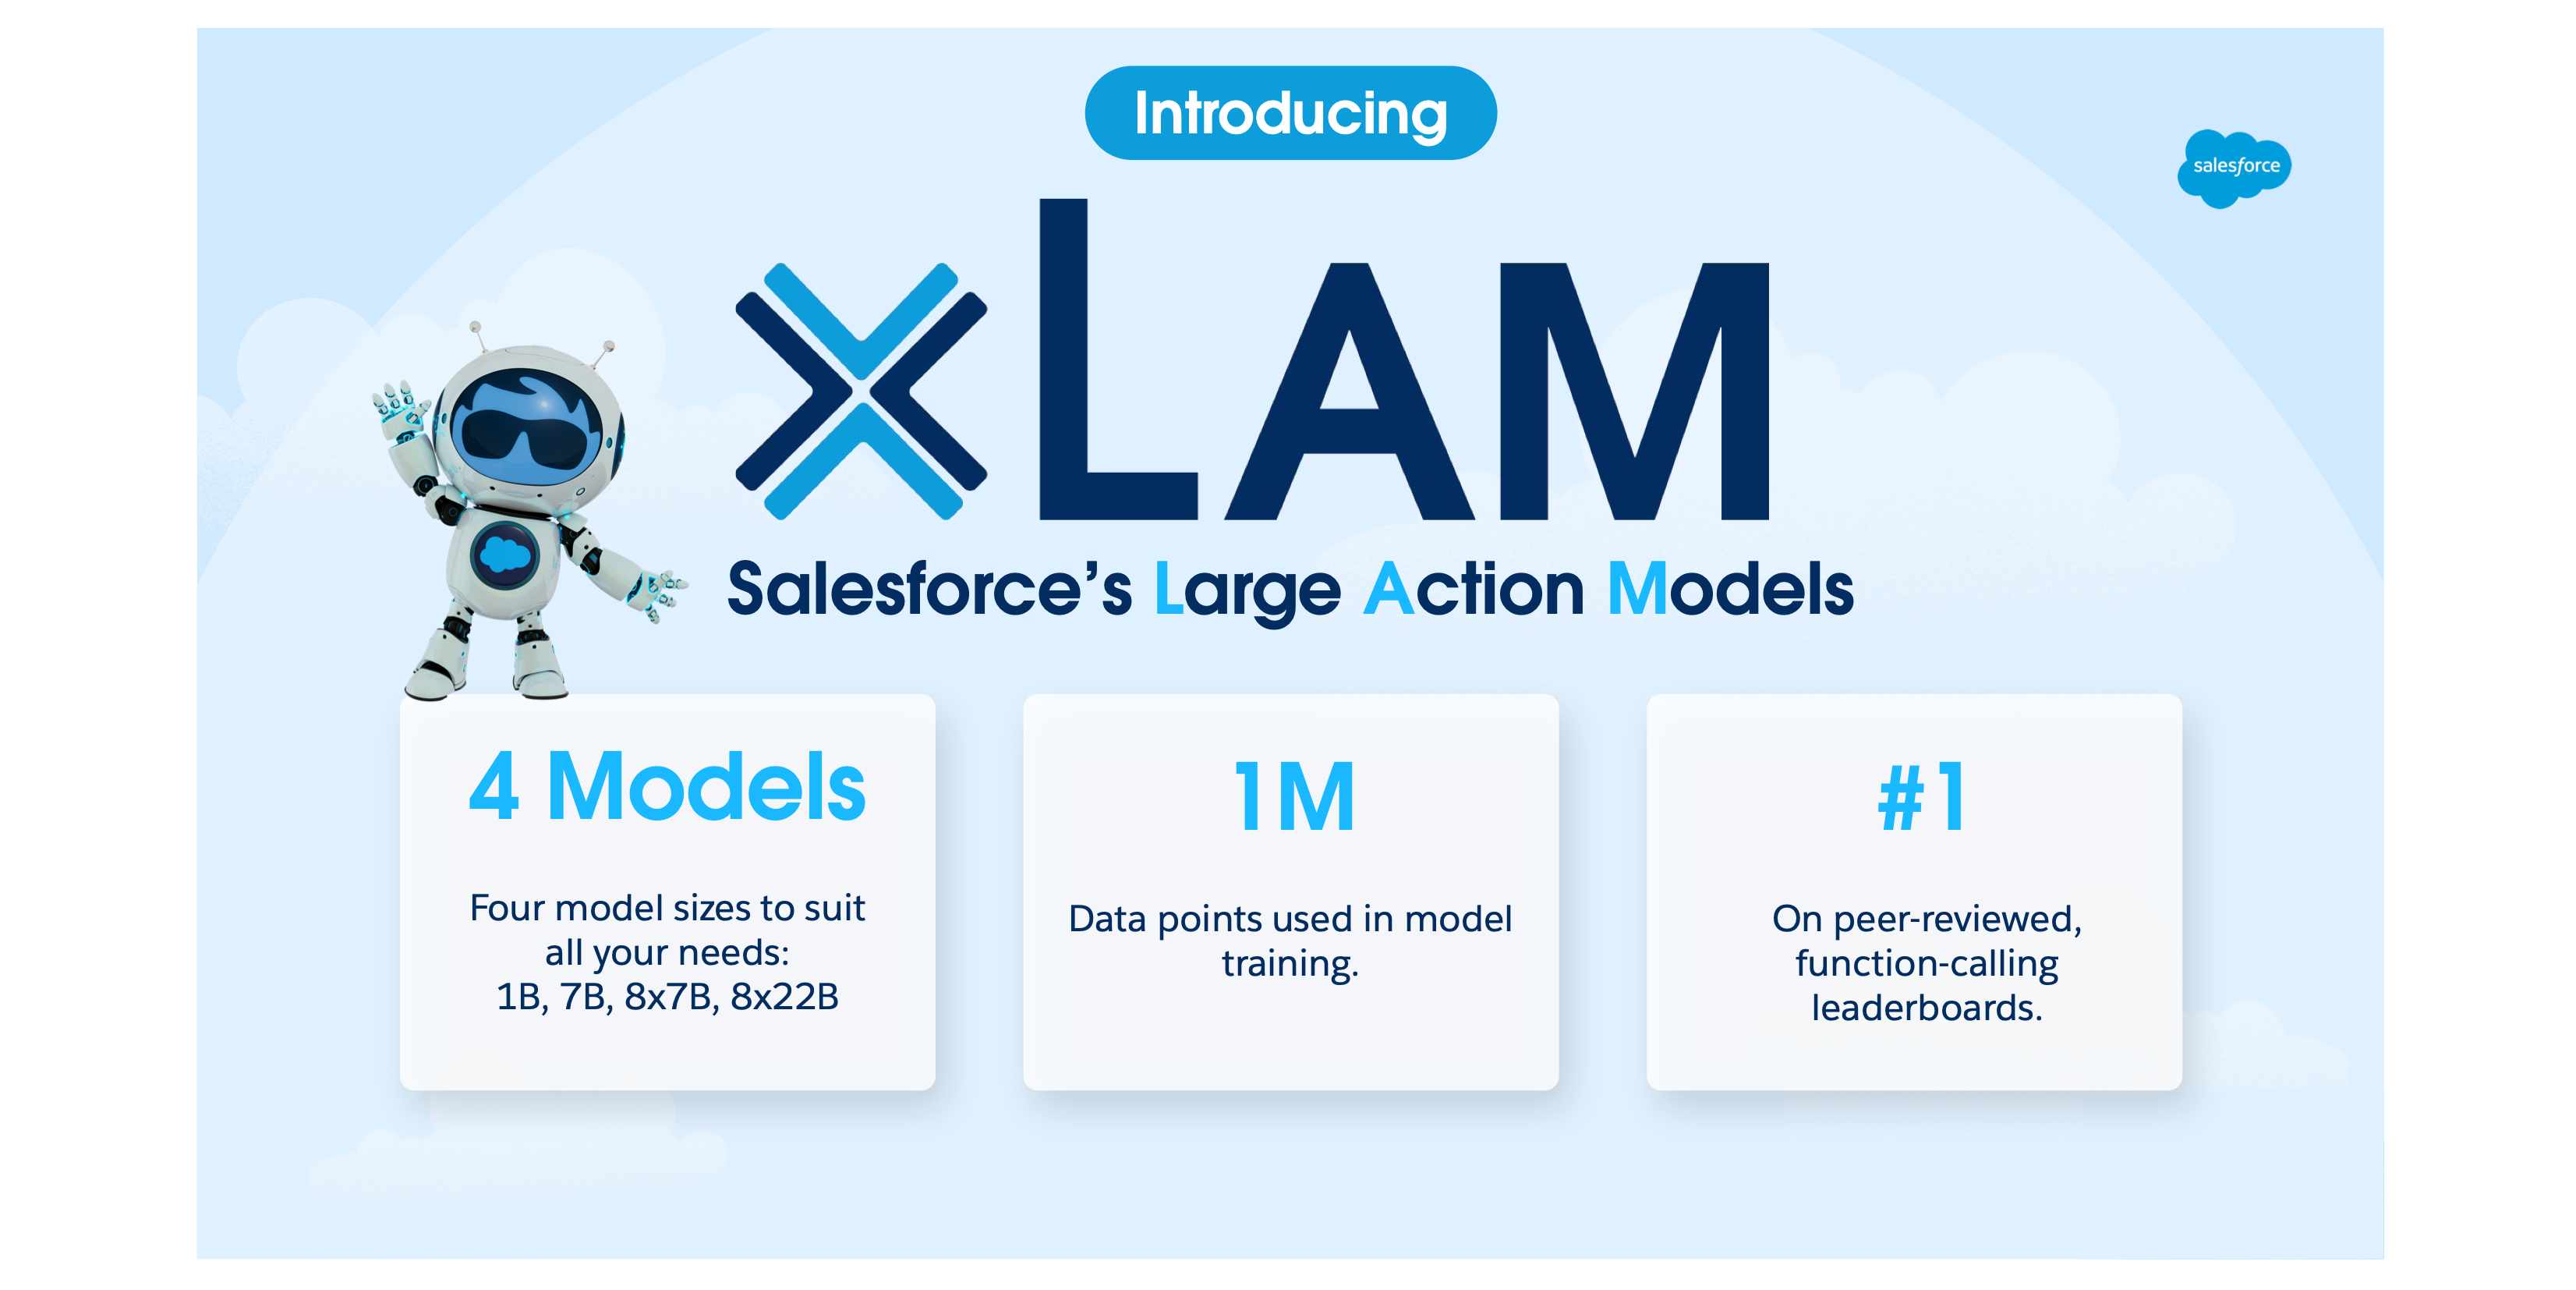 Introducing
salesforce
xLAM
Salesforce’s Large Action Models
4 Models
Four model sizes to suit
all your needs:
1B, 7B, 8x7B, 8x22B
1M
Data points used in model
training.
#1
On peer-reviewed,
function-calling
leaderboards.